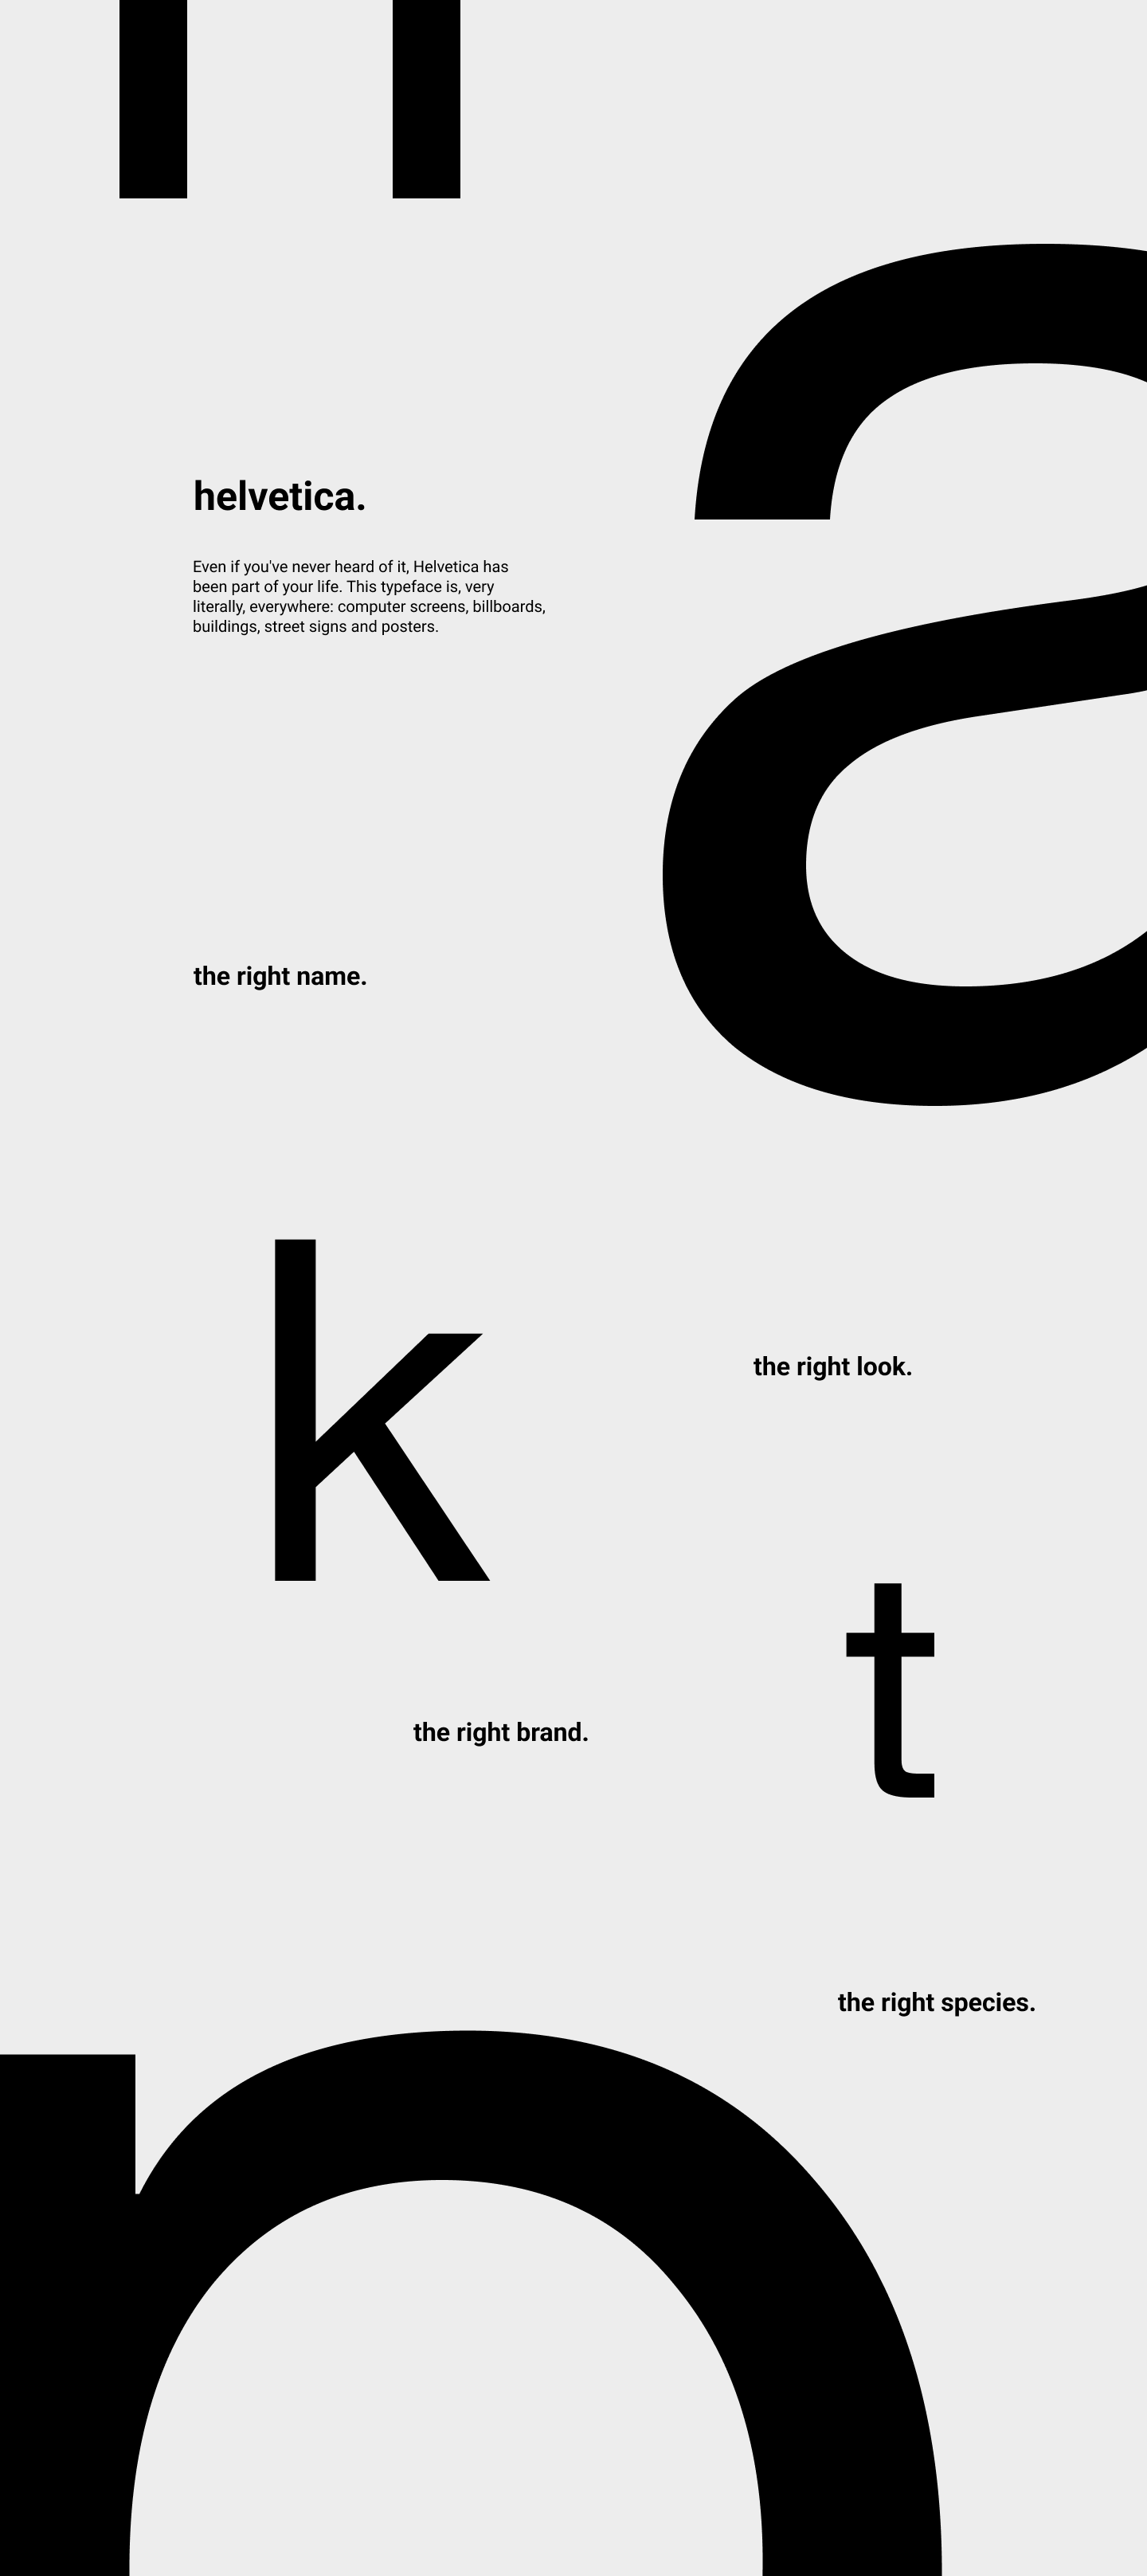 a
helvetica.
Even if you've never heard of it, Helvetica has
been part of your life. This typeface is, very
literally, everywhere: computer screens, billboards,
buildings, street signs and posters.
the right name.
k
the right look.
t
the right brand.
the right species.
n